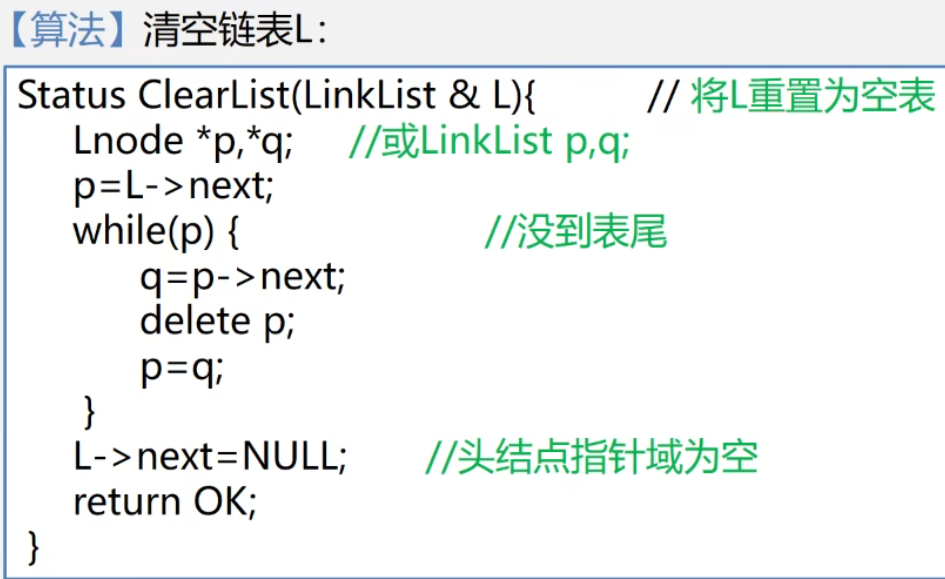 【算法】清空链表L：
Status ClearList(LinkList & L){ // 将L重置为空表
Lnode *p,*q; //或LinkList p,q;
p=L->next;
while(p) { //没到表尾
q=p->next;
delete p;
p=q;
}
L->next=NULL; //头结点指针域为空
return OK;
}